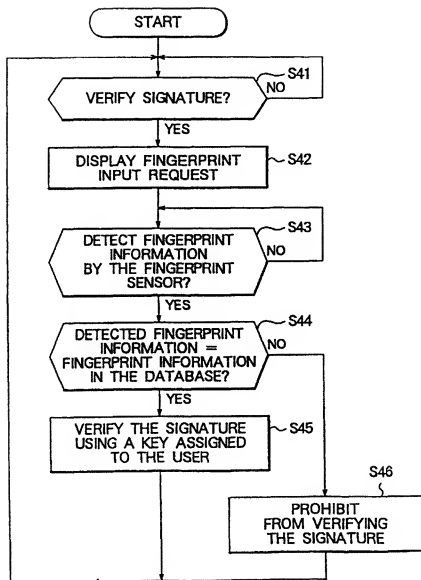 START
S41
VERIFY SIGNATURE?
NO
YES
DISPLAY FINGERPRINT
INPUT REQUEST
S42
S43
DETECT FINGERPRINT
INFORMATION
BY THE FINGERPRINT
SENSOR?
NO
YES
S44
DETECTED FINGERPRINT
INFORMATION =
FINGERPRINT INFORMATION
IN THE DATABASE?
NO
YES
VERIFY THE SIGNATURE
USING A KEY ASSIGNED
TO THE USER
S45
S46
PROHIBIT
FROM VERIFYING
THE SIGNATURE